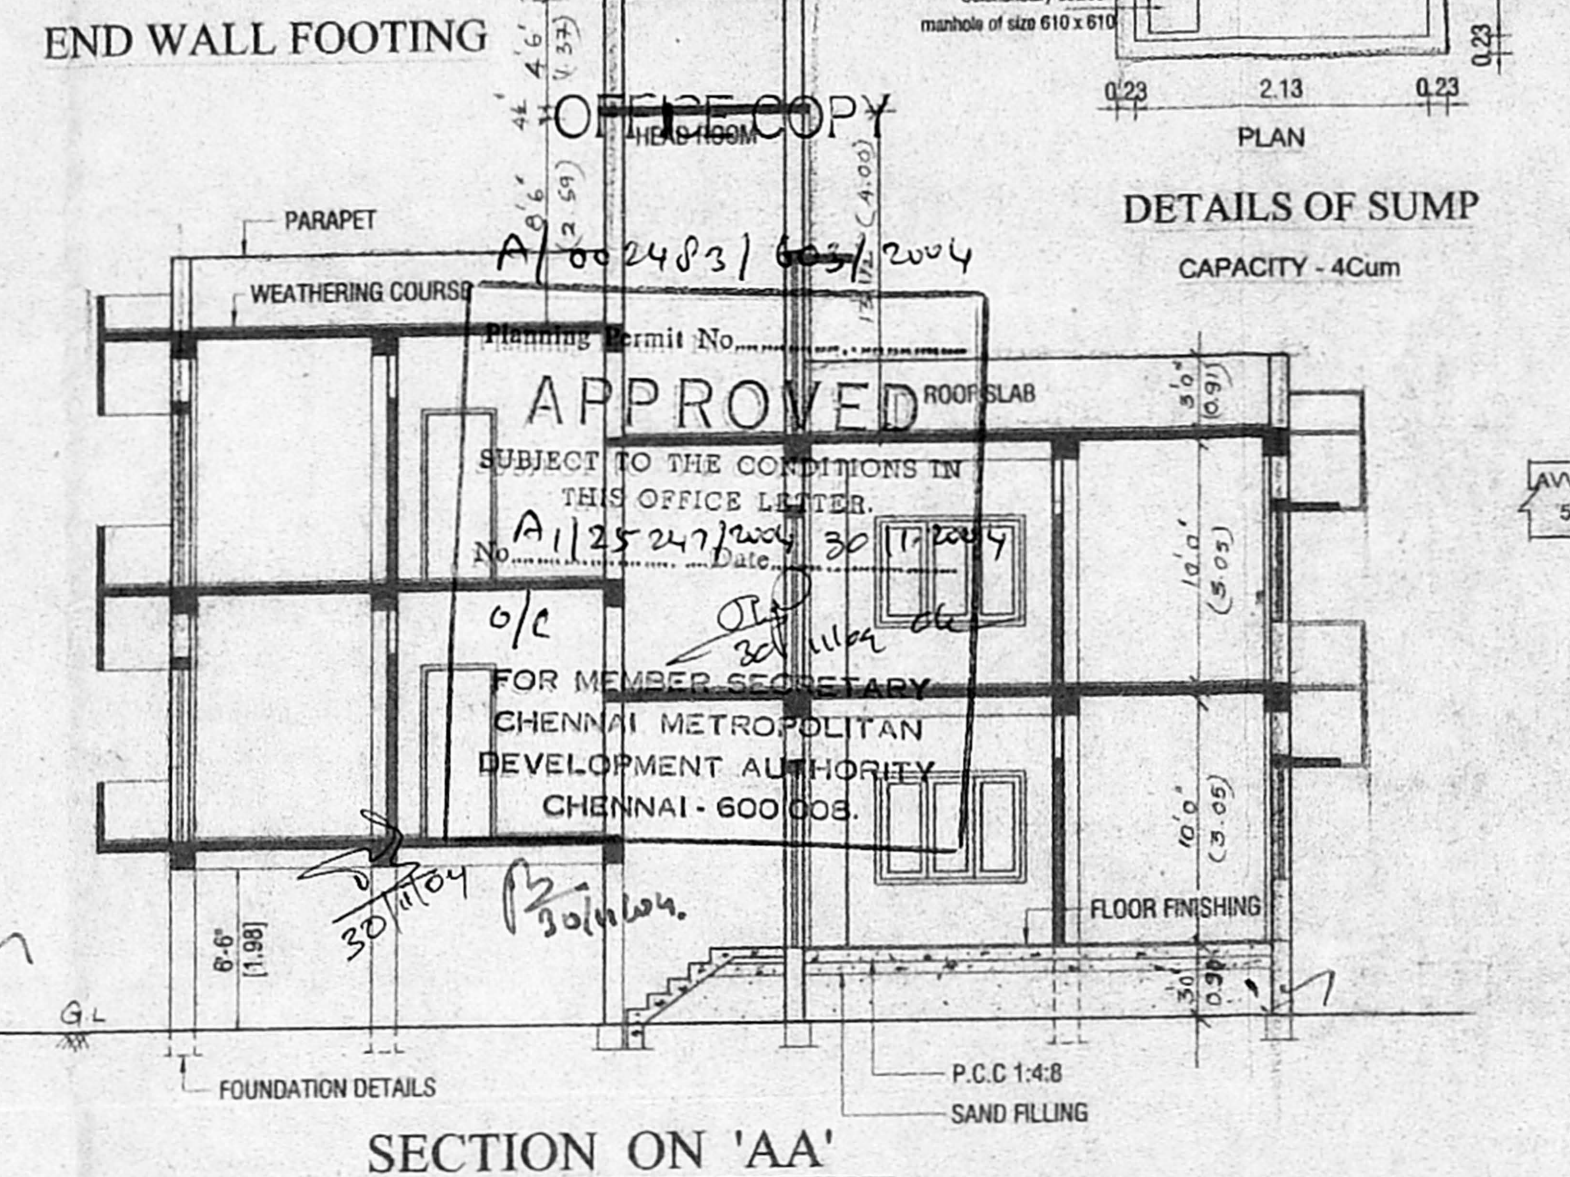 END WALL FOOTING
4'6"
manhole of size 610 x 610
0.23
0.23 2.13 0.23
PLAN
OFFICE COPY
HEAD ROOM
8'6"
(2.59)
(4.00)
DETAILS OF SUMP
CAPACITY - 4Cum
PARAPET
WEATHERING COURSE
A/002483/603/2004
Planning Permit No
APPROVED
SUBJECT TO THE CONDITIONS IN
THIS OFFICE LETTER.
No A1/25247/2004 Date 30 11 2004
ROOF SLAB
3'0"
(0.91)
10'0"
(3.05)
O/C
30/11/04
FOR MEMBER SECRETARY
CHENNAI METROPOLITAN
DEVELOPMENT AUTHORITY
CHENNAI - 600 008.
10'0"
(3.05)
30/11/04
30/11/04.
FLOOR FINISHING
6'-6"
[1.98]
G.L
FOUNDATION DETAILS
P.C.C 1:4:8
SAND FILLING
SECTION ON 'AA'